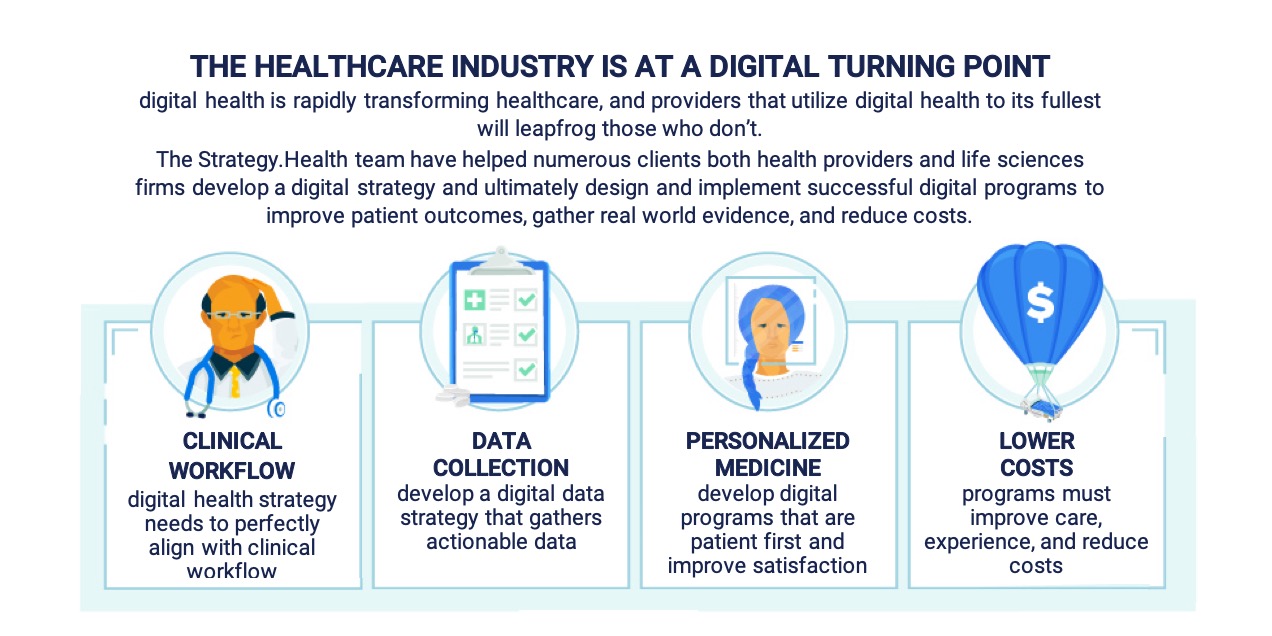 THE HEALTHCARE INDUSTRY IS AT A DIGITAL TURNING POINT
digital health is rapidly transforming healthcare, and providers that utilize digital health to its fullest
will leapfrog those who don't.
The Strategy.Health team have helped numerous clients both health providers and life sciences
firms develop a digital strategy and ultimately design and implement successful digital programs to
improve patient outcomes, gather real world evidence, and reduce costs.
$
CLINICAL
WORKFLOW
digital health strategy
needs to perfectly
align with clinical
workflow
DATA
COLLECTION
develop a digital data
strategy that gathers
actionable data
PERSONALIZED
MEDICINE
develop digital
programs that are
patient first and
improve satisfaction
LOWER
COSTS
programs must
improve care,
experience, and reduce
costs